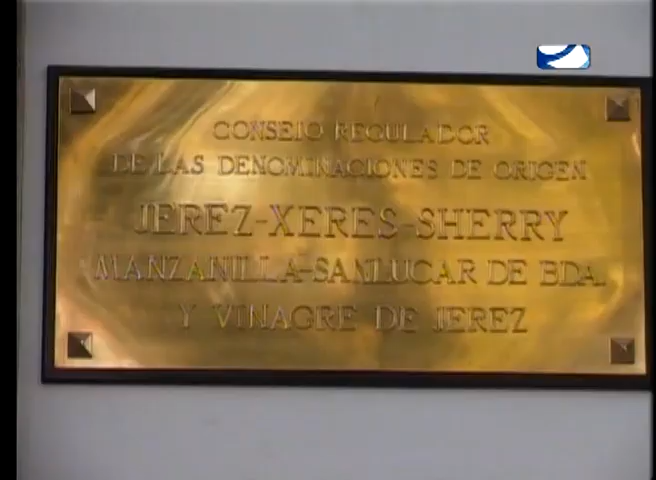 CONSEJO REGULADOR
DE LAS DENOMINACIONES DE ORIGEN
JEREZ-XERES-SHERRY
MANZANILLA-SANLUCAR DE BDA.
Y VINAGRE DE JEREZ